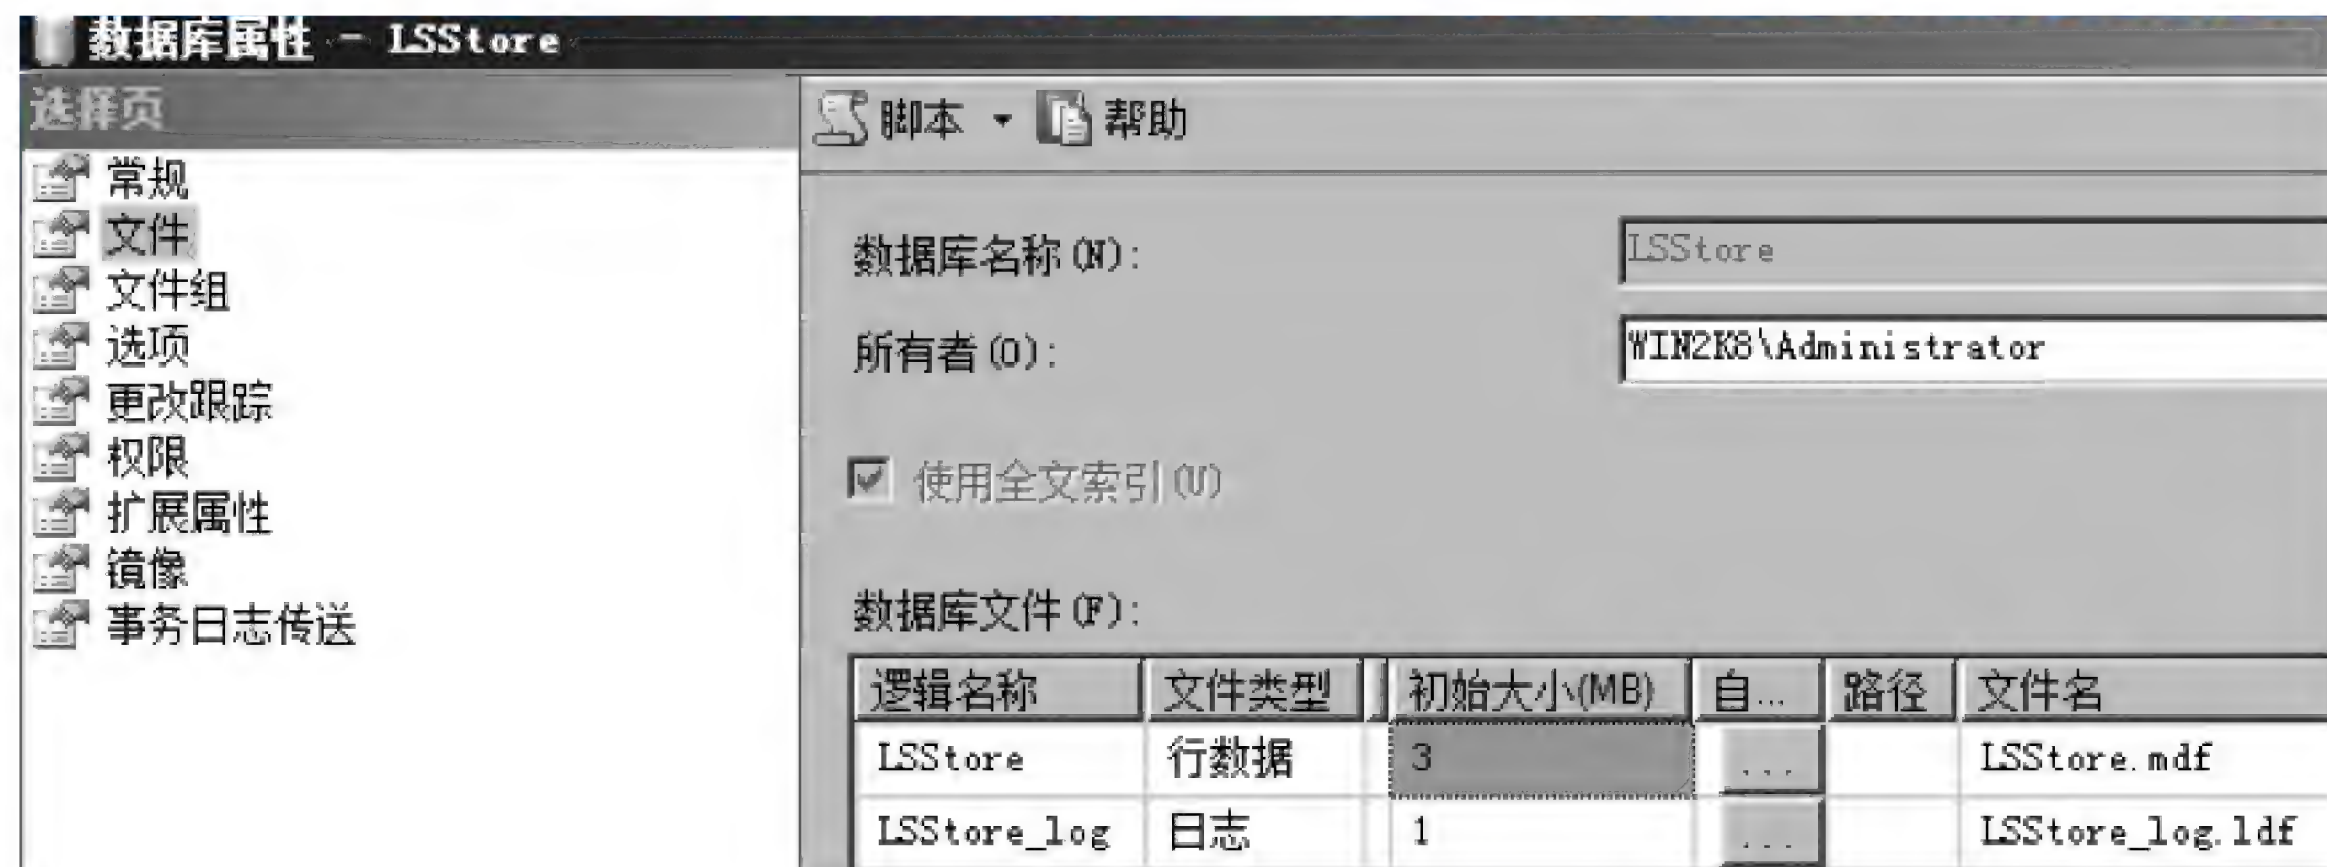 数据库属性 - LSStore
选择页
常规
文件
文件组
选项
更改跟踪
权限
扩展属性
镜像
事务日志传送
脚本 帮助
数据库名称(N): LSStore
所有者(O): WIN2K8\Administrator
使用全文索引(U)
数据库文件(F):
逻辑名称 文件类型 初始大小(MB) 自... 路径 文件名
LSStore 行数据 3 ... LSStore.mdf
LSStore_log 日志 1 ... LSStore_log.ldf